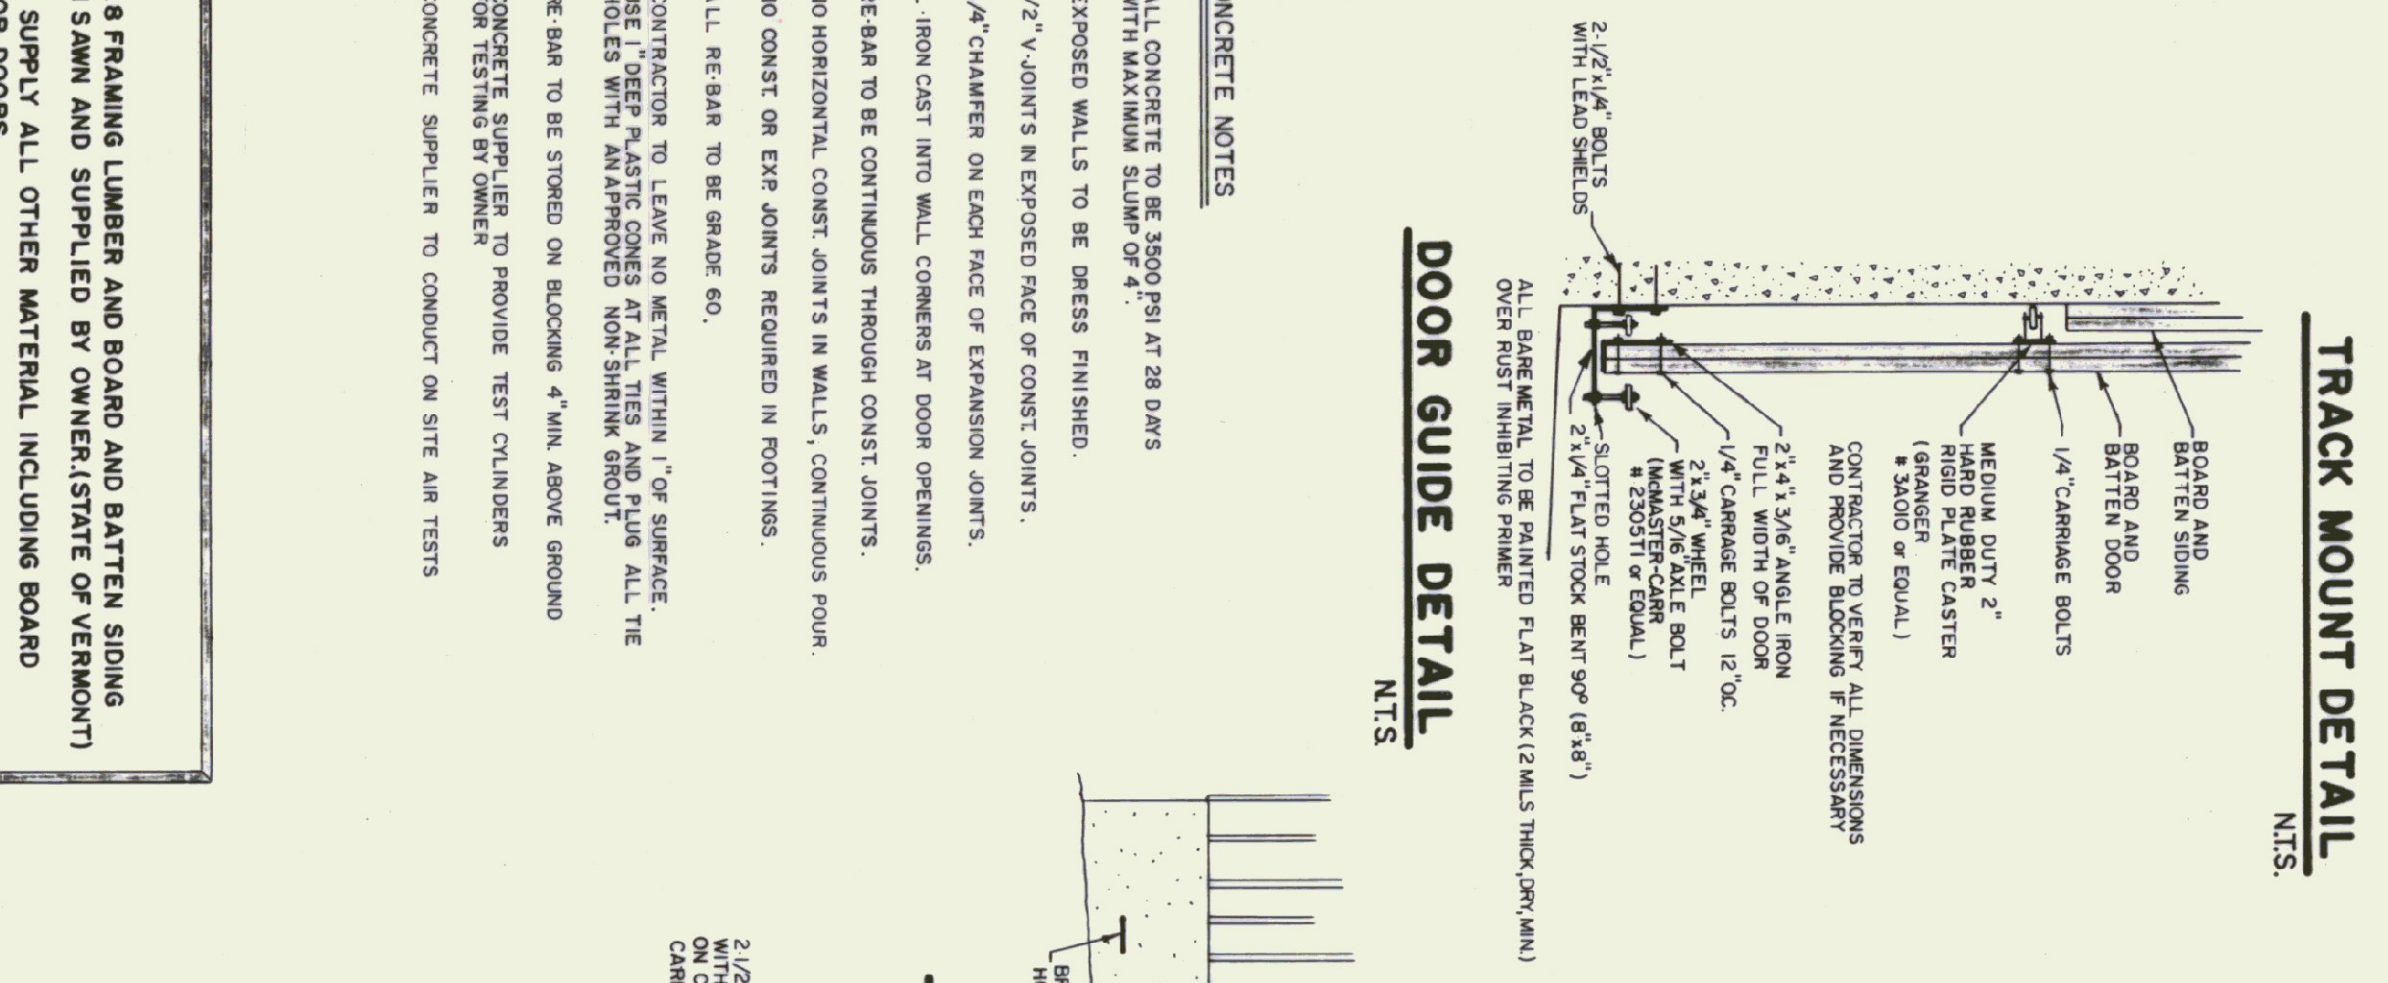 TRACK MOUNT DETAIL
N.T.S.
BOARD AND
BATTEN SIDING
BOARD AND
BATTEN DOOR
1/4" CARRIAGE BOLTS
MEDIUM DUTY 2"
HARD RUBBER
RIGID PLATE CASTER
(GRANGER
# 3A010 or EQUAL)
CONTRACTOR TO VERIFY ALL DIMENSIONS
AND PROVIDE BLOCKING IF NECESSARY
2"x4"x3/16" ANGLE IRON
FULL WIDTH OF DOOR
1/4" CARRAGE BOLTS 12"O.C.
2"x3/4" WHEEL
WITH 5/16" AXLE BOLT
(McMASTER-CARR
# 2305T1 or EQUAL)
SLOTTED HOLE
2"x1/4" FLAT STOCK BENT 90º (8"x8")
2-1/2"x1/4" BOLTS
WITH LEAD SHIELDS
ALL BARE METAL TO BE PAINTED FLAT BLACK (2 MILS THICK, DRY, MIN.)
OVER RUST INHIBITING PRIMER
DOOR GUIDE DETAIL
N.T.S.
NCRETE NOTES
ALL CONCRETE TO BE 3500 PSI AT 28 DAYS
WITH MAXIMUM SLUMP OF 4".
EXPOSED WALLS TO BE DRESS FINISHED.
/2" V-JOINTS IN EXPOSED FACE OF CONST. JOINTS.
/4" CHAMFER ON EACH FACE OF EXPANSION JOINTS.
-IRON CAST INTO WALL CORNERS AT DOOR OPENINGS.
RE-BAR TO BE CONTINUOUS THROUGH CONST. JOINTS.
NO HORIZONTAL CONST. JOINTS IN WALLS, CONTINUOUS POUR.
NO CONST. OR EXP. JOINTS REQUIRED IN FOOTINGS.
ALL RE-BAR TO BE GRADE 60.
CONTRACTOR TO LEAVE NO METAL WITHIN 1" OF SURFACE.
USE 1" DEEP PLASTIC CONES AT ALL TIES AND PLUG ALL TIE
HOLES WITH AN APPROVED NON-SHRINK GROUT.
RE-BAR TO BE STORED ON BLOCKING 4" MIN. ABOVE GROUND
CONCRETE SUPPLIER TO PROVIDE TEST CYLINDERS
FOR TESTING BY OWNER
CONCRETE SUPPLIER TO CONDUCT ON SITE AIR TESTS
8 FRAMING LUMBER AND BOARD AND BATTEN SIDING
SAWN AND SUPPLIED BY OWNER.(STATE OF VERMONT)
SUPPLY ALL OTHER MATERIAL INCLUDING BOARD
DOORS
BR
HO
2-1/2
WITH
ON C
CARR